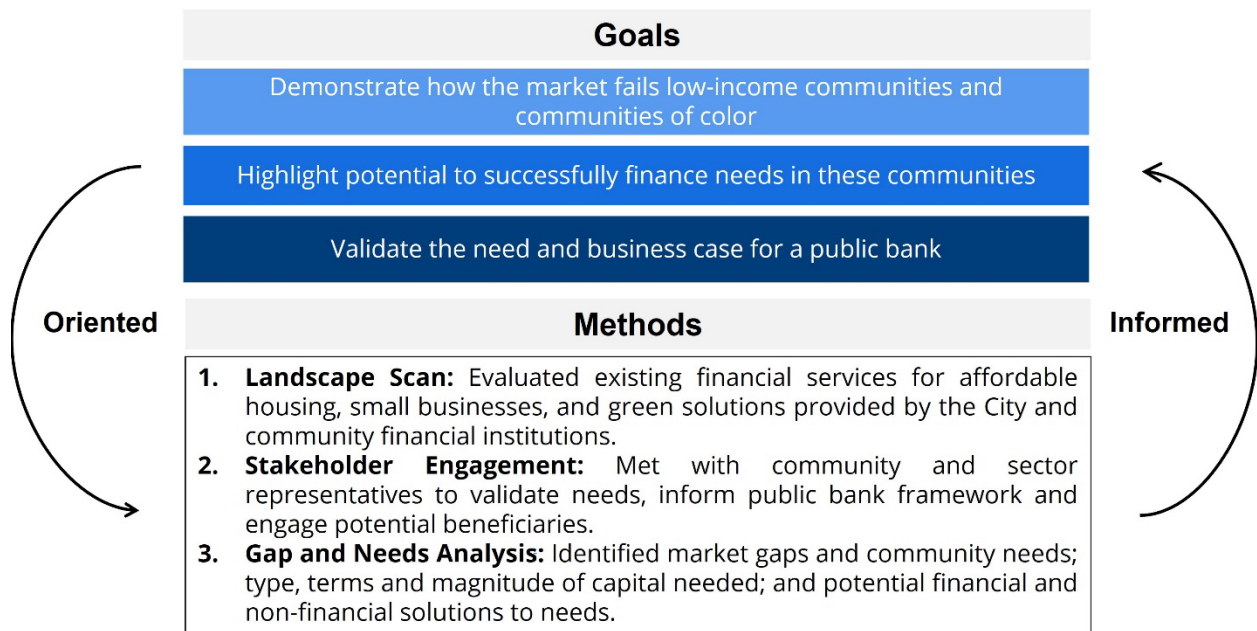 Goals
Demonstrate how the market fails low-income communities and
communities of color
Highlight potential to successfully finance needs in these communities
Validate the need and business case for a public bank
Oriented
Methods
Informed
1. Landscape Scan: Evaluated existing financial services for affordable
housing, small businesses, and green solutions provided by the City and
community financial institutions.
2. Stakeholder Engagement: Met with community and sector
representatives to validate needs, inform public bank framework and
engage potential beneficiaries.
3. Gap and Needs Analysis: Identified market gaps and community needs;
type, terms and magnitude of capital needed; and potential financial and
non-financial solutions to needs.